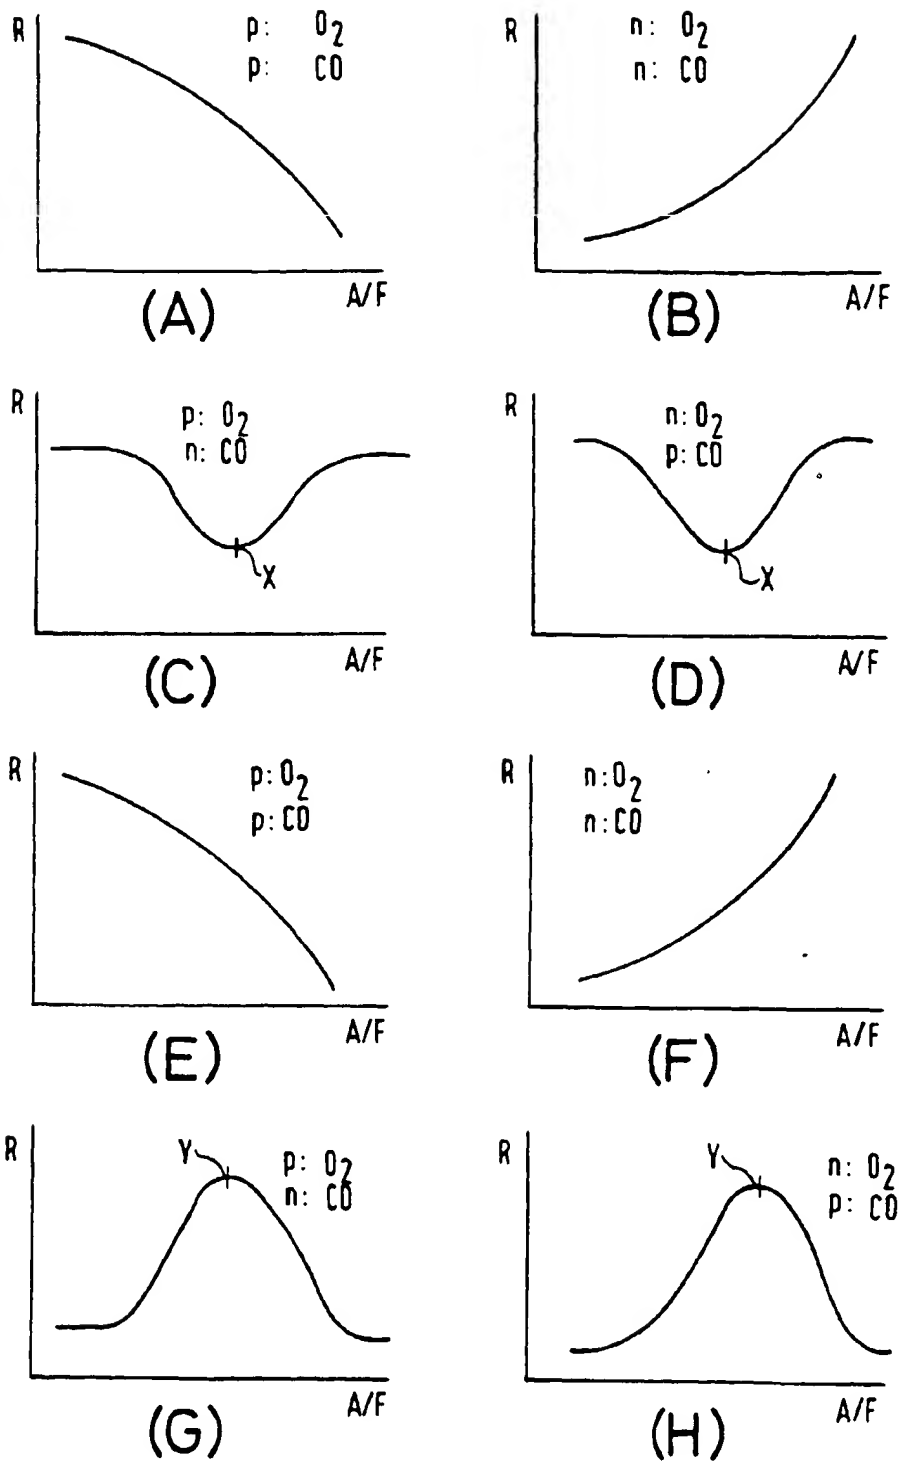 R
p: O2
p: CO
A/F
(A)
R
n: O2
n: CO
A/F
(B)
R
p: O2
n: CO
X
A/F
(C)
R
n: O2
p: CO
X
A/F
(D)
R
p: O2
p: CO
A/F
(E)
R
n: O2
n: CO
A/F
(F)
R
Y
p: O2
n: CO
A/F
(G)
R
Y
n: O2
p: CO
A/F
(H)